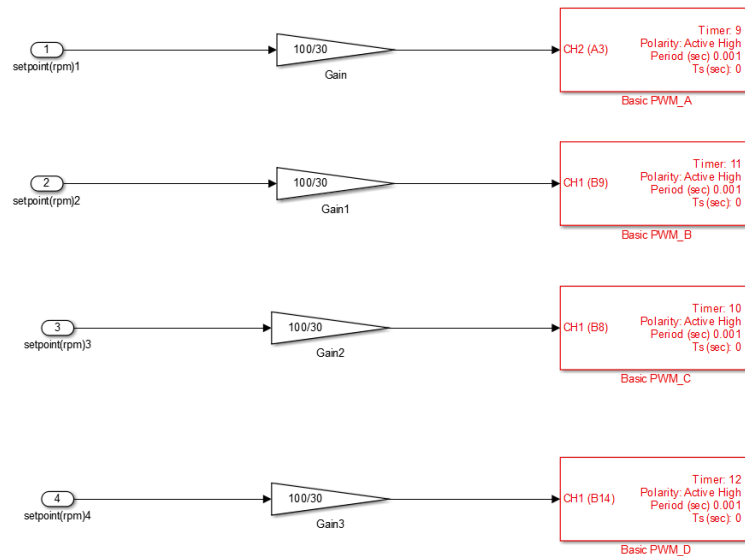 1
setpoint(rpm)1
100/30
Gain
CH2 (A3)
Timer: 9
Polarity: Active High
Period (sec) 0.001
Ts (sec): 0
Basic PWM_A
2
setpoint(rpm)2
100/30
Gain1
CH1 (B9)
Timer: 11
Polarity: Active High
Period (sec) 0.001
Ts (sec): 0
Basic PWM_B
3
setpoint(rpm)3
100/30
Gain2
CH1 (B8)
Timer: 10
Polarity: Active High
Period (sec) 0.001
Ts (sec): 0
Basic PWM_C
4
setpoint(rpm)4
100/30
Gain3
CH1 (B14)
Timer: 12
Polarity: Active High
Period (sec) 0.001
Ts (sec): 0
Basic PWM_D